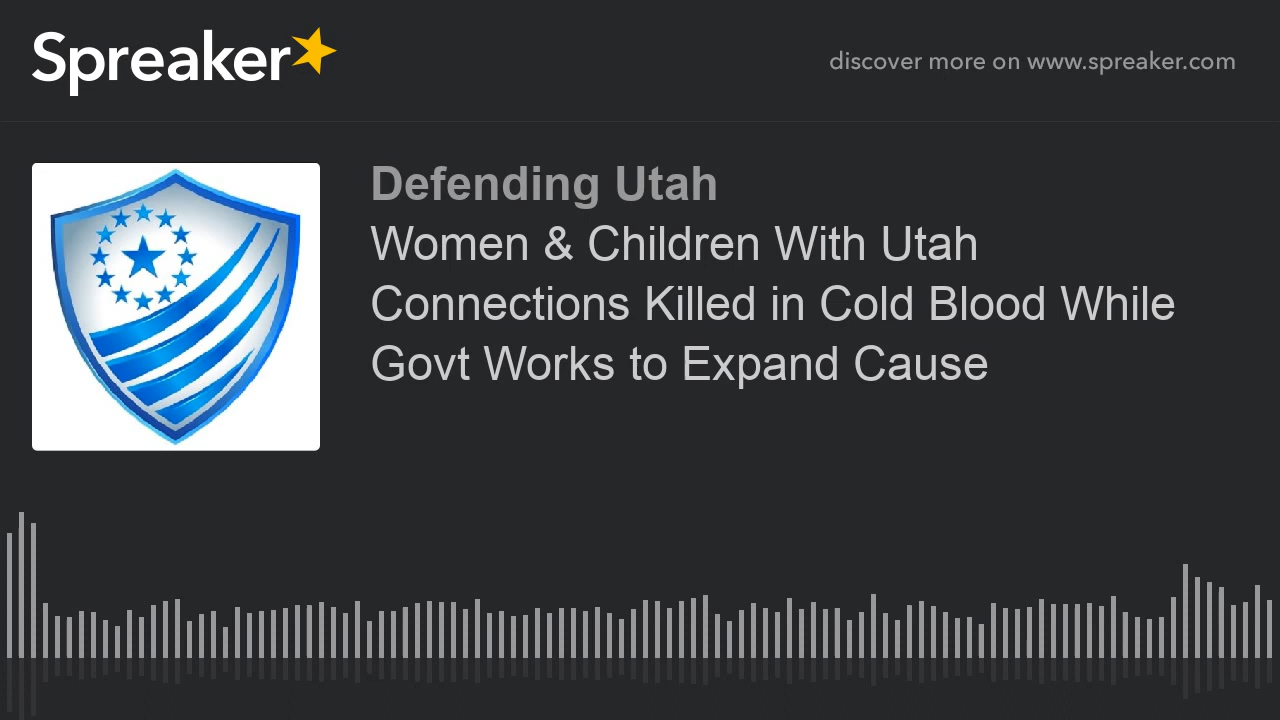 Spreaker
discover more on www.spreaker.com
Defending Utah
Women & Children With Utah
Connections Killed in Cold Blood While
Govt Works to Expand Cause